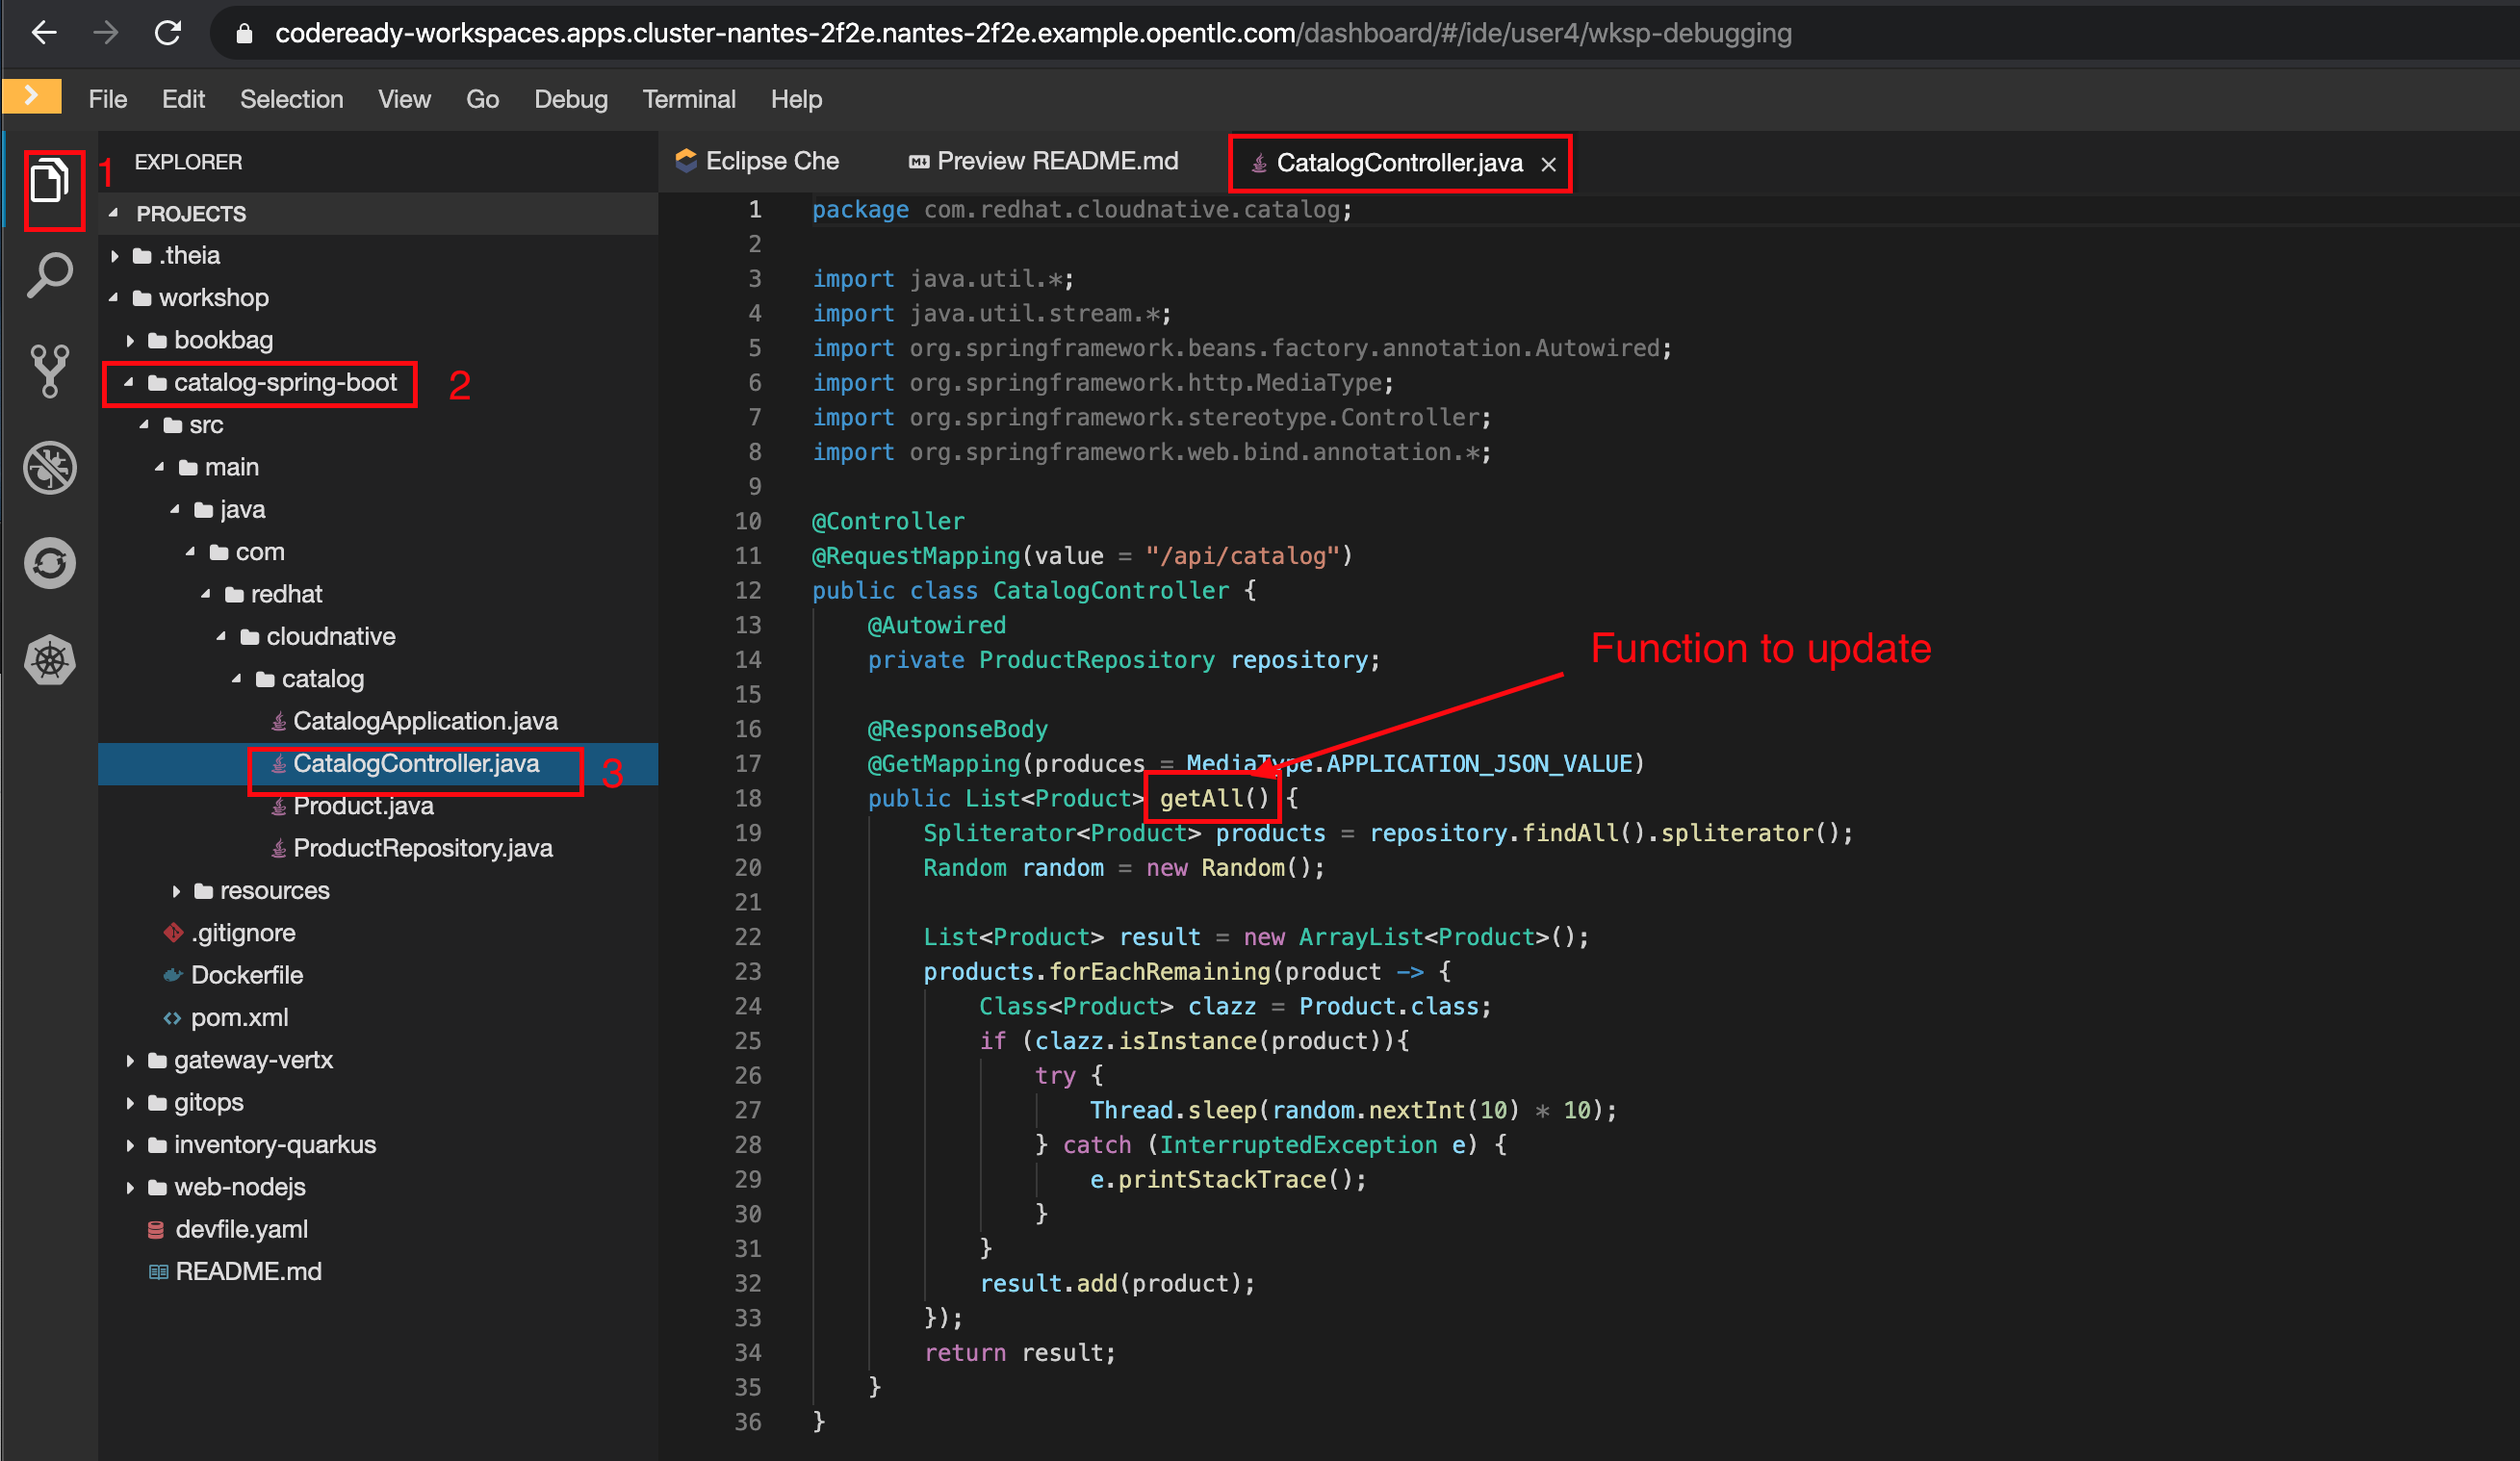 codeready-workspaces.apps.cluster-nantes-2f2e.nantes-2f2e.example.opentlc.com/dashboard/#/ide/user4/wksp-debugging
File Edit Selection View Go Debug Terminal Help
1
EXPLORER
PROJECTS
.theia
workshop
bookbag
catalog-spring-boot 2
src
main
java
com
redhat
cloudnative
catalog
CatalogApplication.java
CatalogController.java 3
Product.java
ProductRepository.java
resources
.gitignore
Dockerfile
pom.xml
gateway-vertx
gitops
inventory-quarkus
web-nodejs
devfile.yaml
README.md
Eclipse Che Preview README.md CatalogController.java ×
1 package com.redhat.cloudnative.catalog;
2
3 import java.util.*;
4 import java.util.stream.*;
5 import org.springframework.beans.factory.annotation.Autowired;
6 import org.springframework.http.MediaType;
7 import org.springframework.stereotype.Controller;
8 import org.springframework.web.bind.annotation.*;
9
10 @Controller
11 @RequestMapping(value = "/api/catalog")
12 public class CatalogController {
13 @Autowired
14 private ProductRepository repository;
Function to update
15
16 @ResponseBody
17 @GetMapping(produces = MediaType.APPLICATION_JSON_VALUE)
18 public List<Product> getAll() {
19 Spliterator<Product> products = repository.findAll().spliterator();
20 Random random = new Random();
21
22 List<Product> result = new ArrayList<Product>();
23 products.forEachRemaining(product -> {
24 Class<Product> clazz = Product.class;
25 if (clazz.isInstance(product)){
26 try {
27 Thread.sleep(random.nextInt(10) * 10);
28 } catch (InterruptedException e) {
29 e.printStackTrace();
30 }
31 }
32 result.add(product);
33 });
34 return result;
35 }
36 }